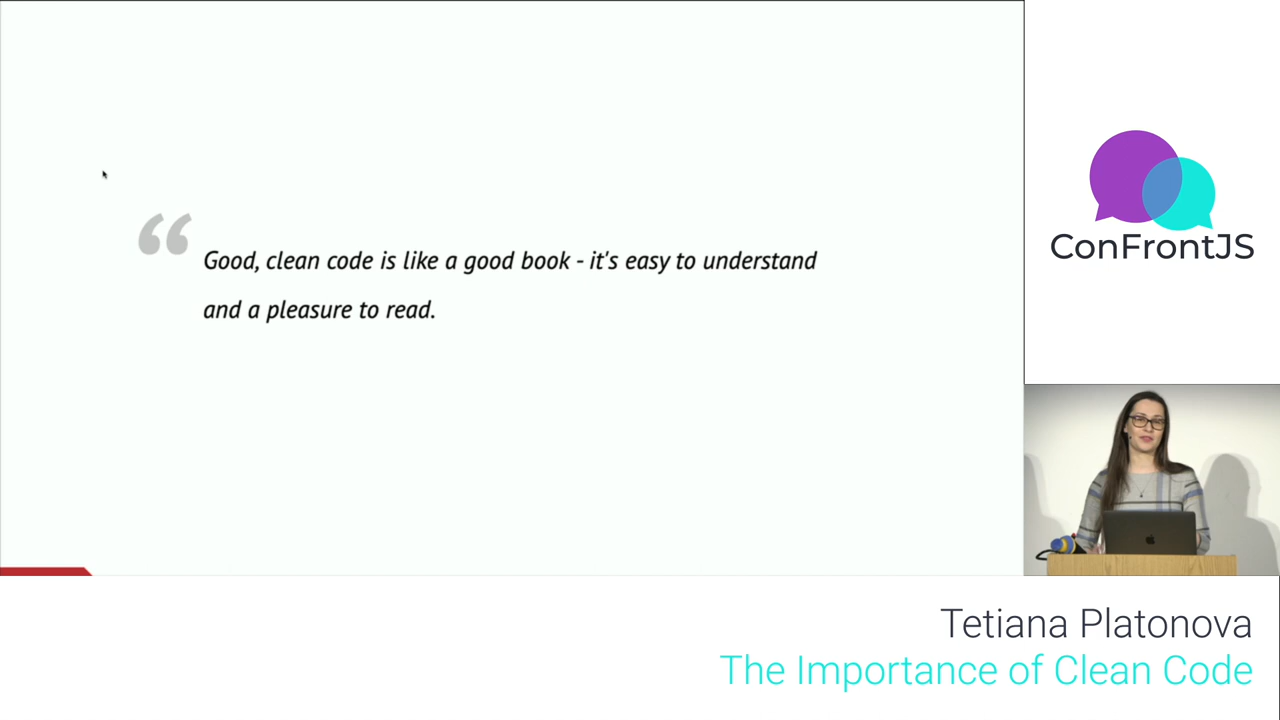 “
Good, clean code is like a good book - it's easy to understand
and a pleasure to read.
ConFrontJS
Tetiana Platonova
The Importance of Clean Code